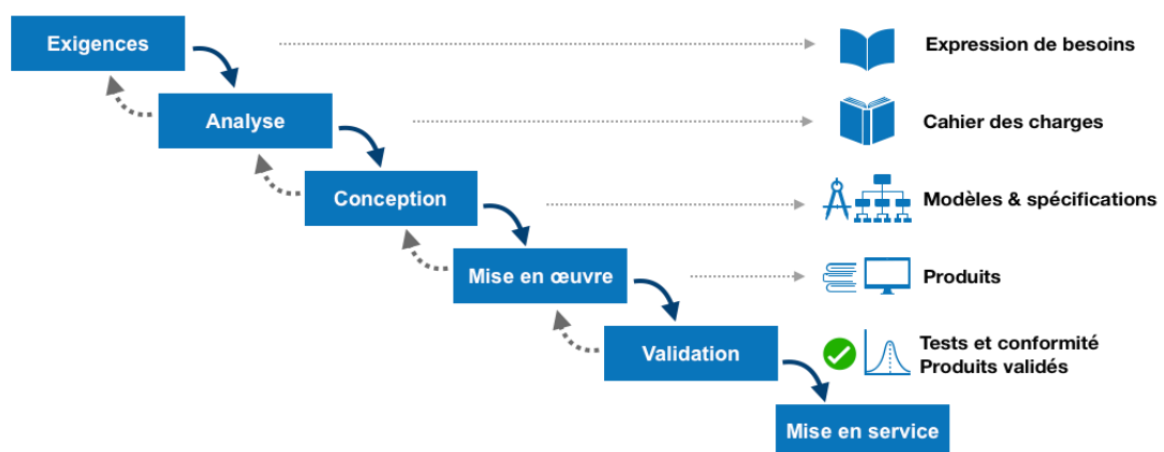 Exigences
Expression de besoins
Analyse
Cahier des charges
Conception
Modèles & spécifications
Mise en œuvre
Produits
Validation
Tests et conformité
Produits validés
Mise en service